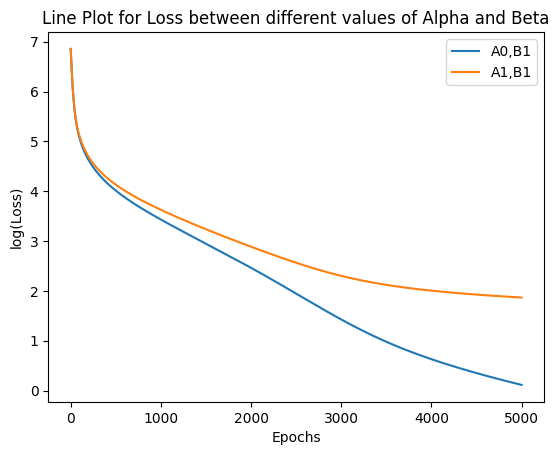 Line Plot for Loss between different values of Alpha and Beta
A0,B1
A1,B1
7
6
5
4
3
2
1
0
log(Loss)
0 1000 2000 3000 4000 5000
Epochs